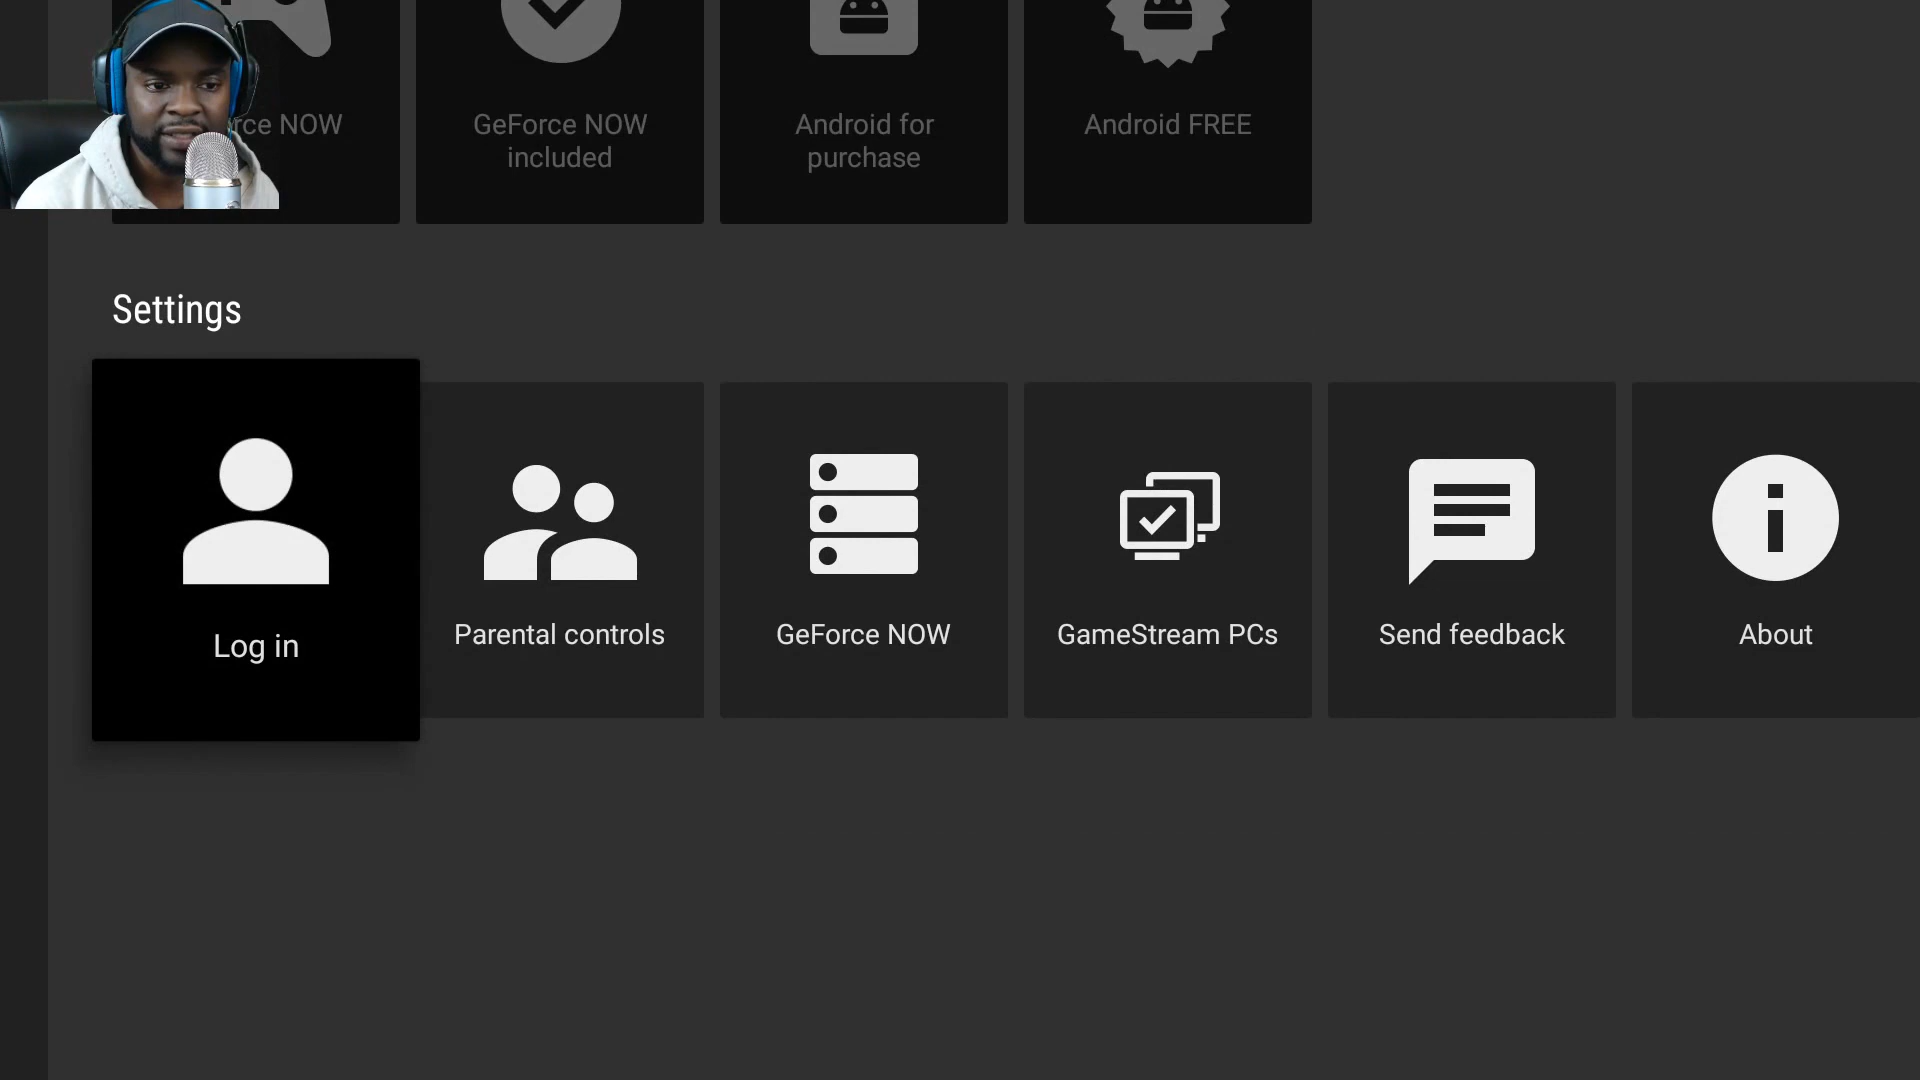 rce NOW
GeForce NOW
included
Android for
purchase
Android FREE
Settings
Log in
Parental controls
GeForce NOW
GameStream PCs
Send feedback
About